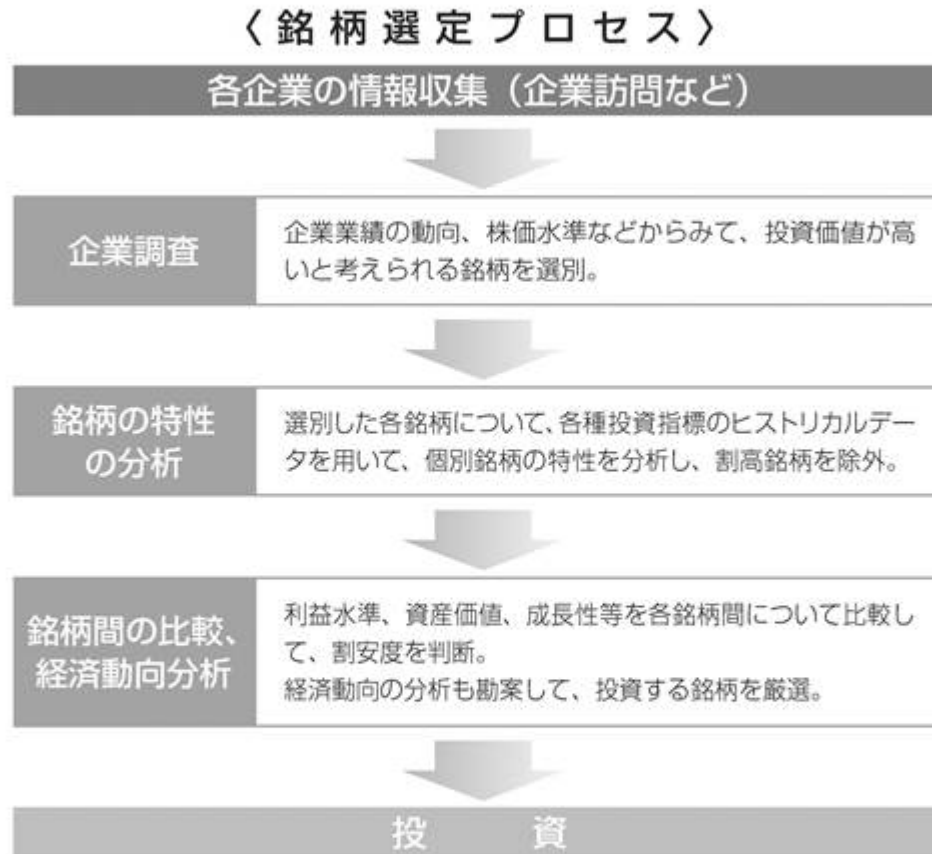 〈銘柄選定プロセス〉
各企業の情報収集（企業訪問など）
企業調査
企業業績の動向、株価水準などからみて、投資価値が高
いと考えられる銘柄を選別。
銘柄の特性
の分析
選別した各銘柄について、各種投資指標のヒストリカルデー
タを用いて、個別銘柄の特性を分析し、割高銘柄を除外。
銘柄間の比較、
経済動向分析
利益水準、資産価値、成長性等を各銘柄間について比較し
て、割安度を判断。
経済動向の分析も勘案して、投資する銘柄を厳選。
投資